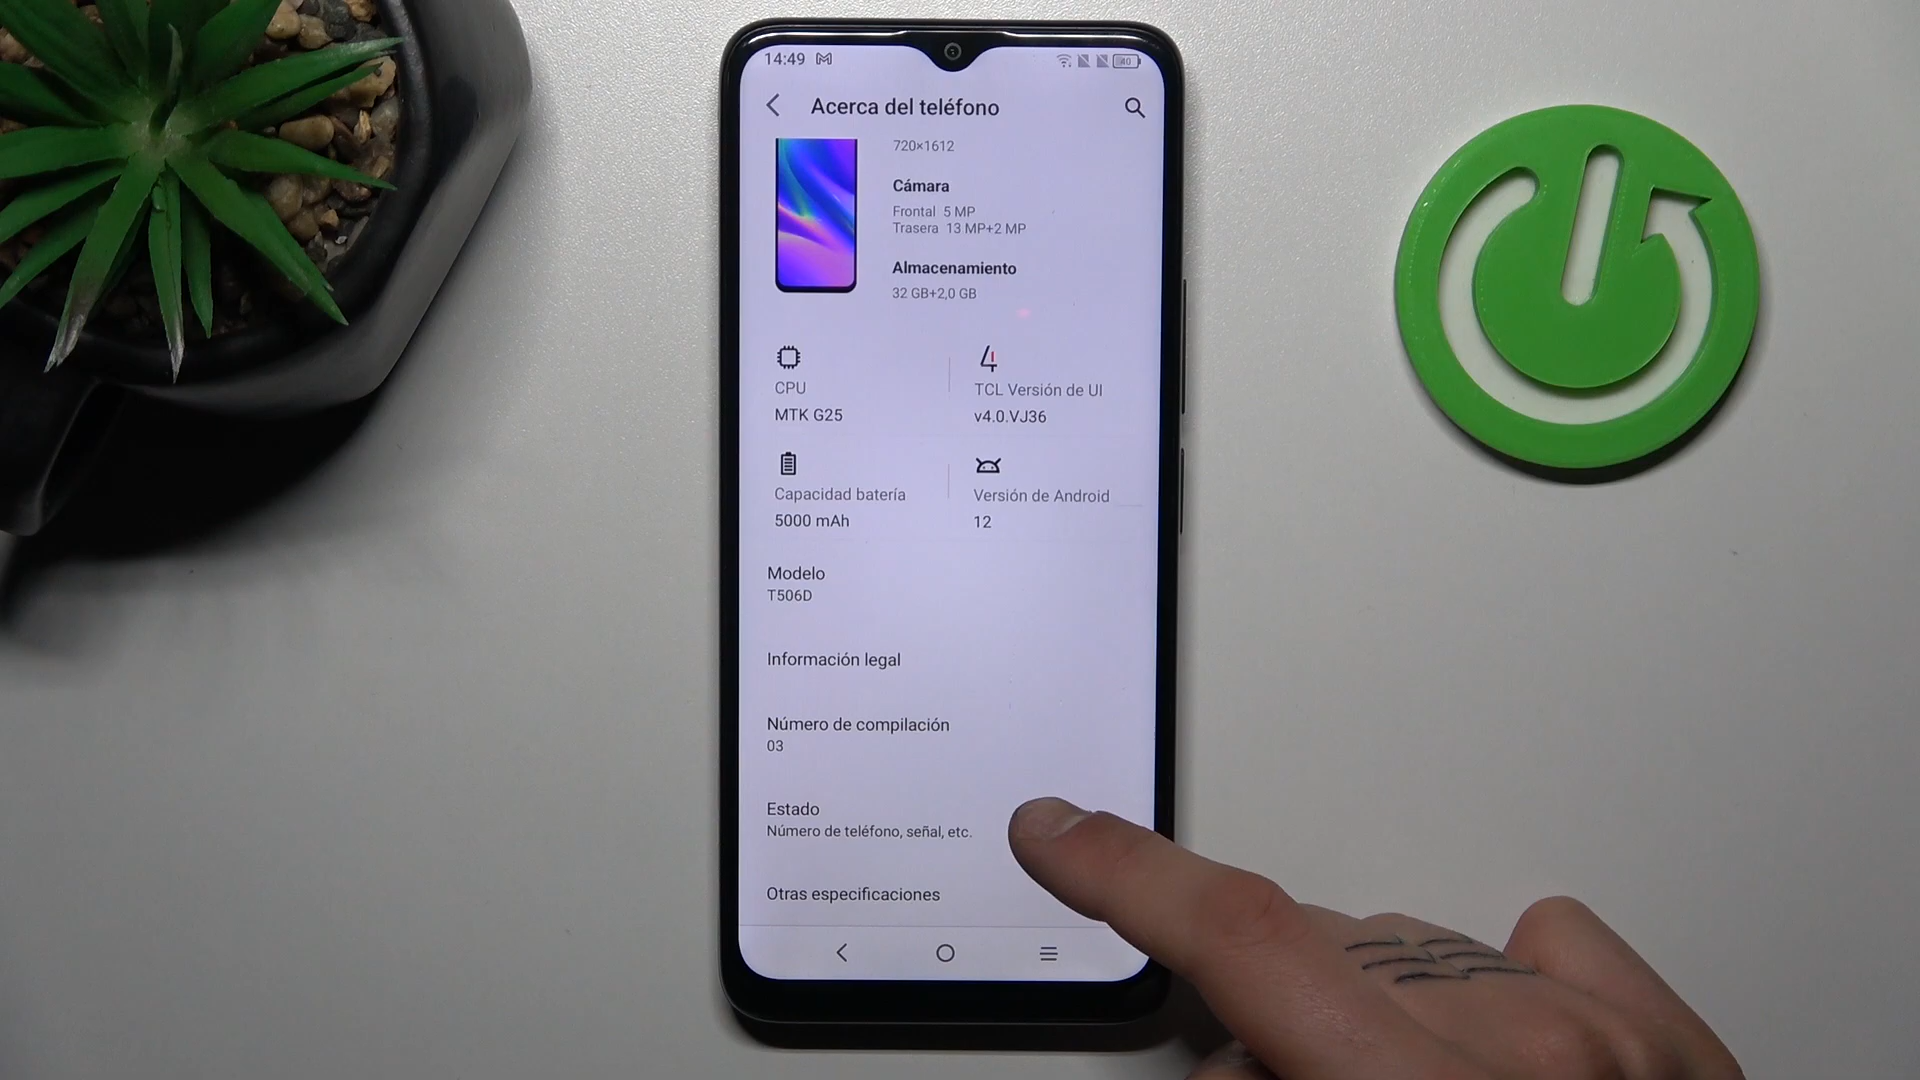 14:49
40
Acerca del teléfono
720×1612
Cámara
Frontal 5 MP
Trasera 13 MP+2 MP
Almacenamiento
32 GB+2,0 GB
CPU
MTK G25
TCL Versión de UI
v4.0.VJ36
Capacidad batería
5000 mAh
Versión de Android
12
Modelo
T506D
Información legal
Número de compilación
03
Estado
Número de teléfono, señal, etc.
Otras especificaciones